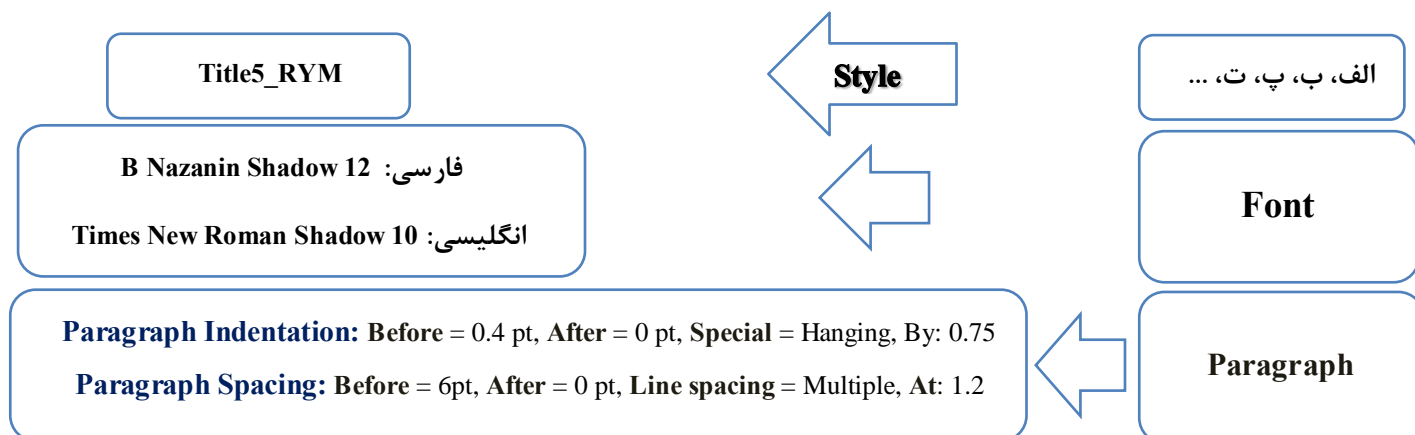 الف، ب، پ، ت، ...
Style
Title5_RYM
Font
فارسی: B Nazanin Shadow 12
انگلیسی: Times New Roman Shadow 10
Paragraph
Paragraph Indentation: Before = 0.4 pt, After = 0 pt, Special = Hanging, By: 0.75
Paragraph Spacing: Before = 6pt, After = 0 pt, Line spacing = Multiple, At: 1.2